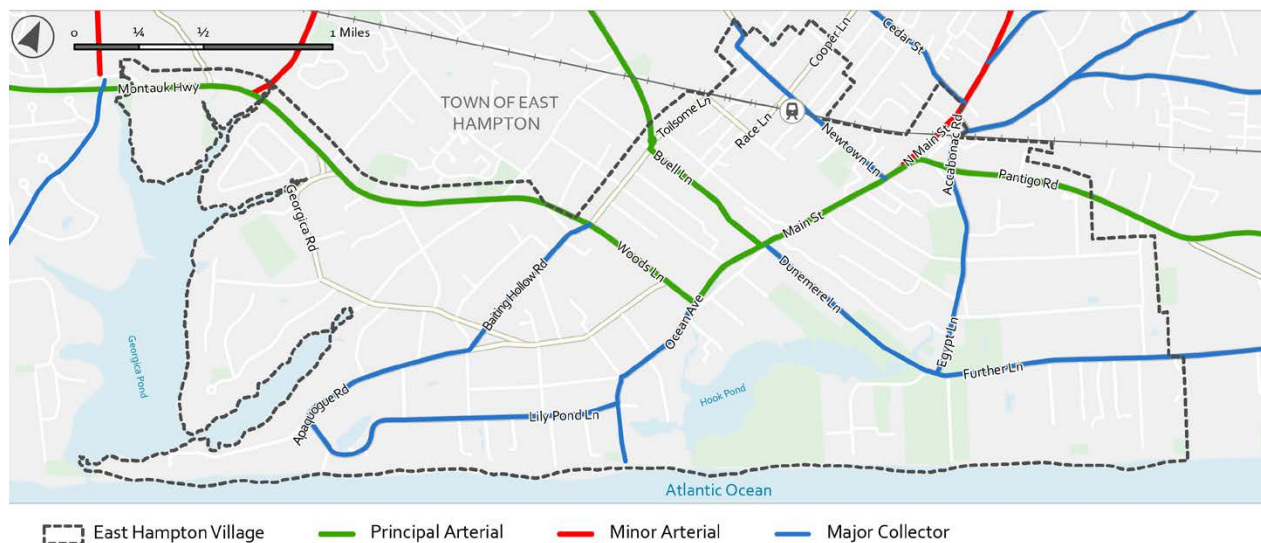 0 ¼ ½ 1 Miles
Montauk Hwy
TOWN OF EAST
HAMPTON
Toilsome Ln
Race Ln
Cooper Ln
Cedar St
Newtown Ln
N Main St
Accabonac Rd
Pantigo Rd
Buell Ln
Main St
Georgica Rd
Woods Ln
Baiting Hollow Rd
Dunemere Ln
Ocean Ave
Egypt Ln
Further Ln
Georgica Pond
Hook Pond
Apaquogue Rd
Lily Pond Ln
Atlantic Ocean
East Hampton Village Principal Arterial Minor Arterial Major Collector